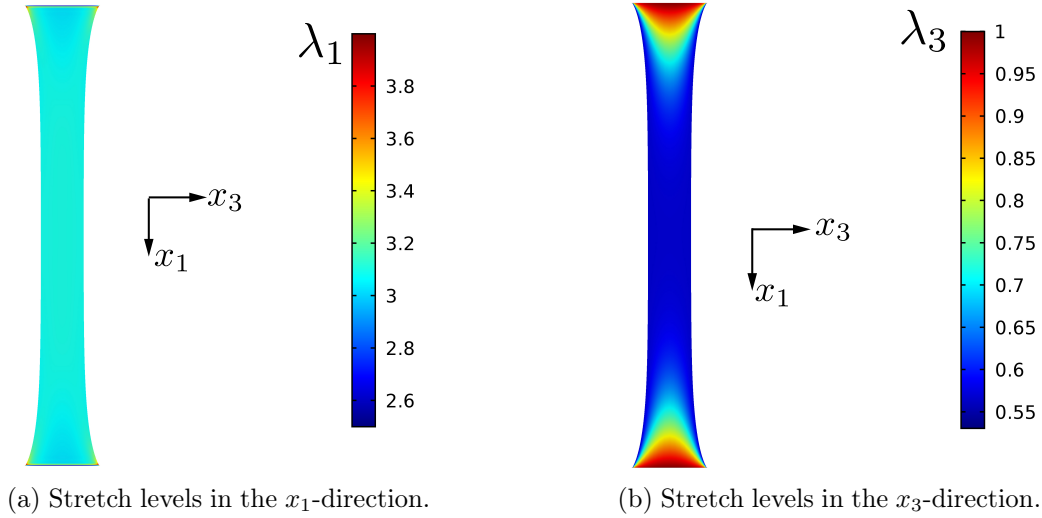 λ1
3.8
3.6
3.4
3.2
3
2.8
2.6
x3
x1
(a) Stretch levels in the x1-direction.
λ3
1
0.95
0.9
0.85
0.8
0.75
0.7
0.65
0.6
0.55
x3
x1
(b) Stretch levels in the x3-direction.